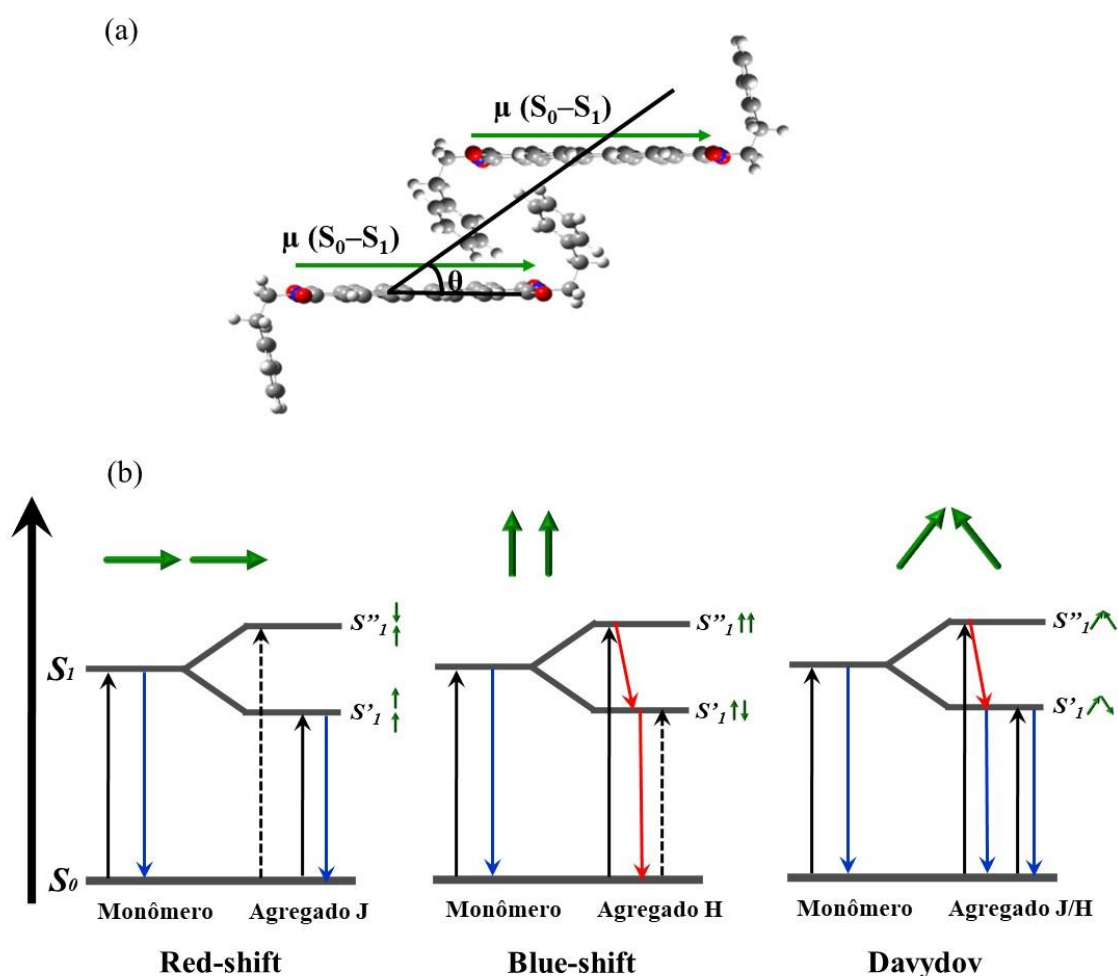 (a)
μ (S₀–S₁)
μ (S₀–S₁)
θ
(b)
S''₁
S''₁
S''₁
S₁
S'₁
S'₁
S'₁
S₀
Monômero
Agregado J
Monômero
Agregado H
Monômero
Agregado J/H
Red-shift
Blue-shift
Davydov